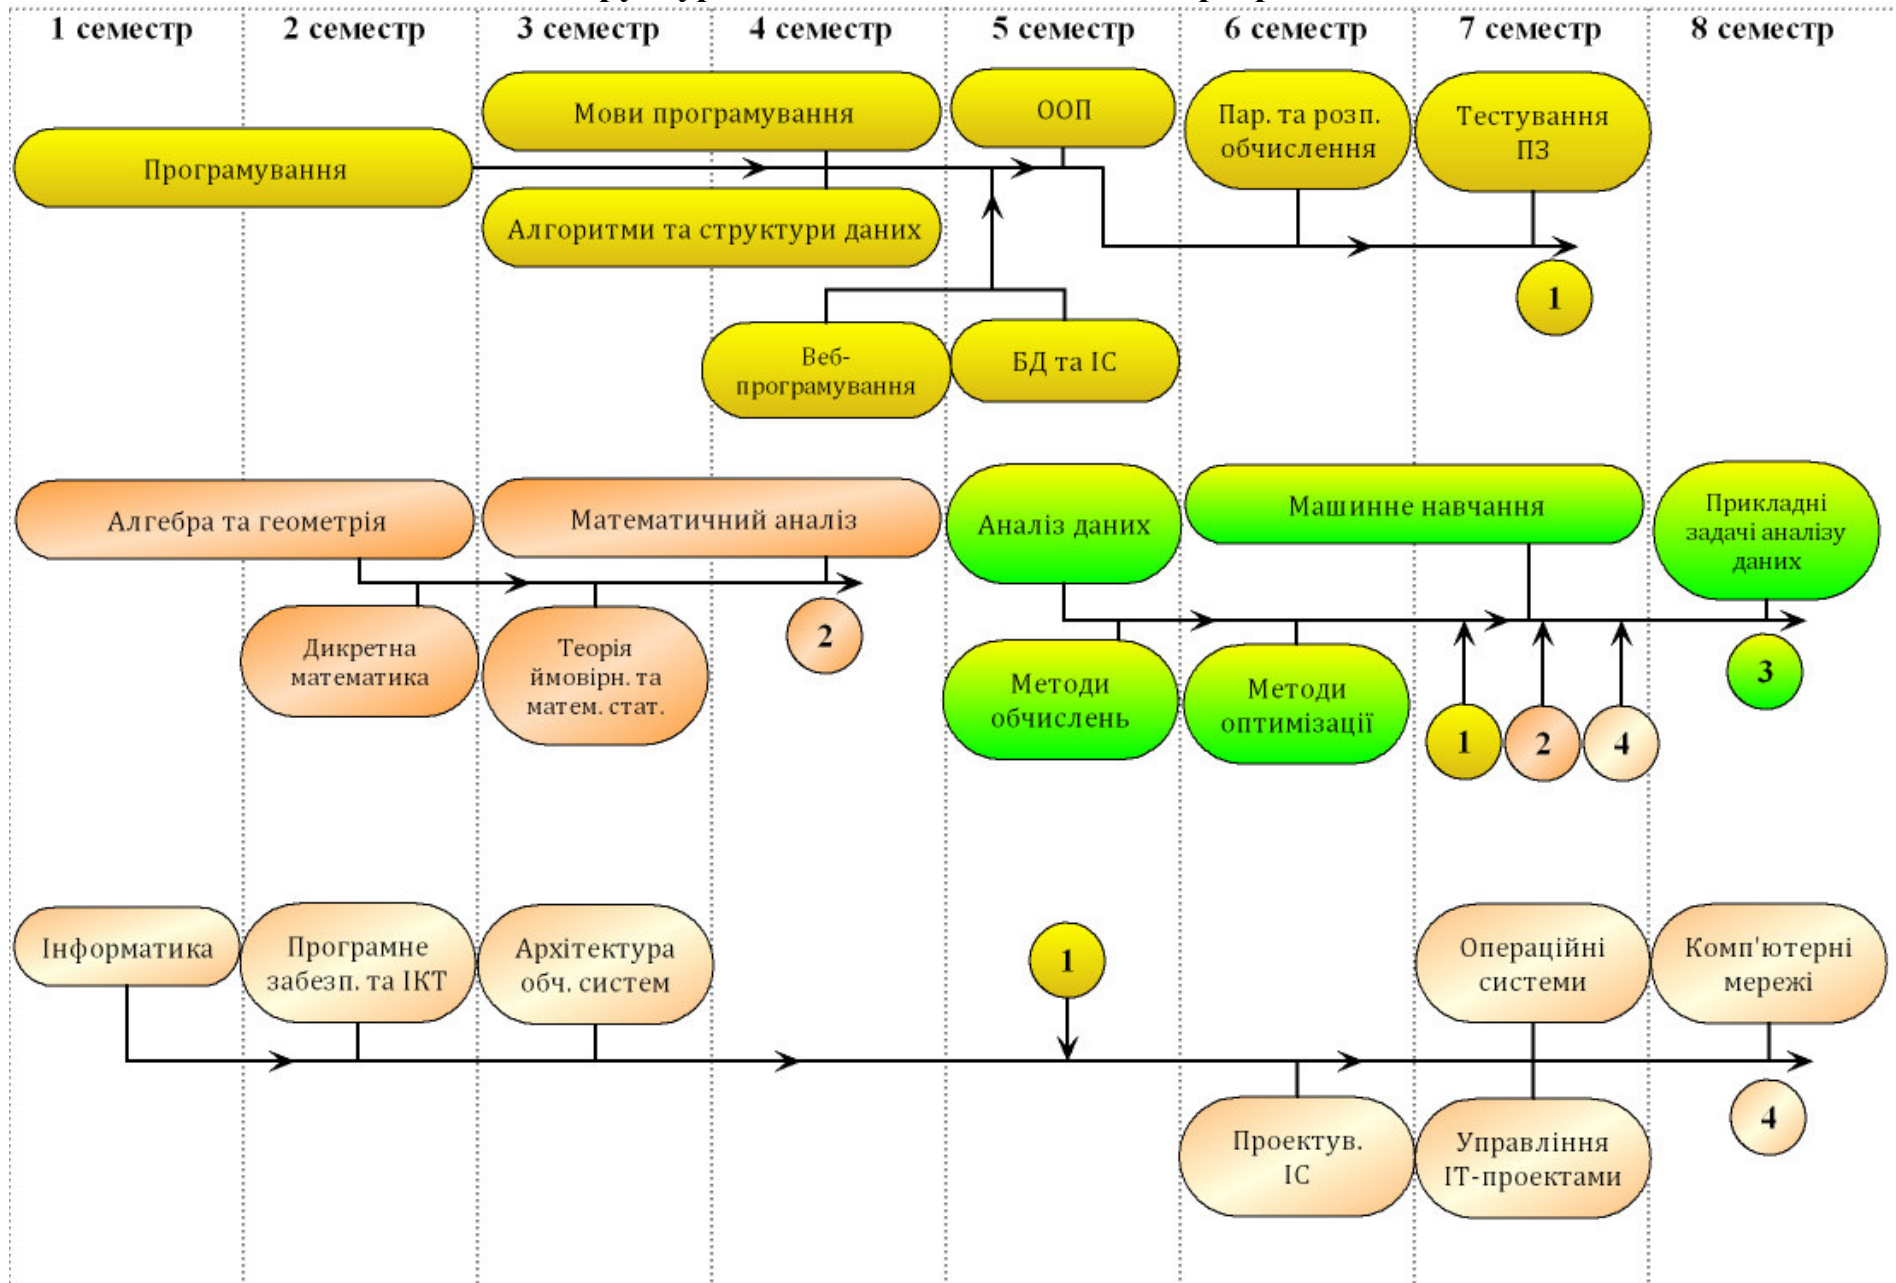 1 семестр
2 семестр
3 семестр
4 семестр
5 семестр
6 семестр
7 семестр
8 семестр
Мови програмування
ООП
Пар. та розп.
обчислення
Тестування
ПЗ
Програмування
Алгоритми та структури даних
1
Веб-
програмування
БД та ІС
Алгебра та геометрія
Математичний аналіз
Аналіз даних
Машинне навчання
Прикладні
задачі аналізу
даних
Дикретна
математика
Теорія
ймовірн. та
матем. стат.
2
Методи
обчислень
Методи
оптимізації
1
2
4
3
Інформатика
Програмне
забезп. та ІКТ
Архітектура
обч. систем
1
Операційні
системи
Комп'ютерні
мережі
Проектув.
ІС
Управління
ІТ-проектами
4